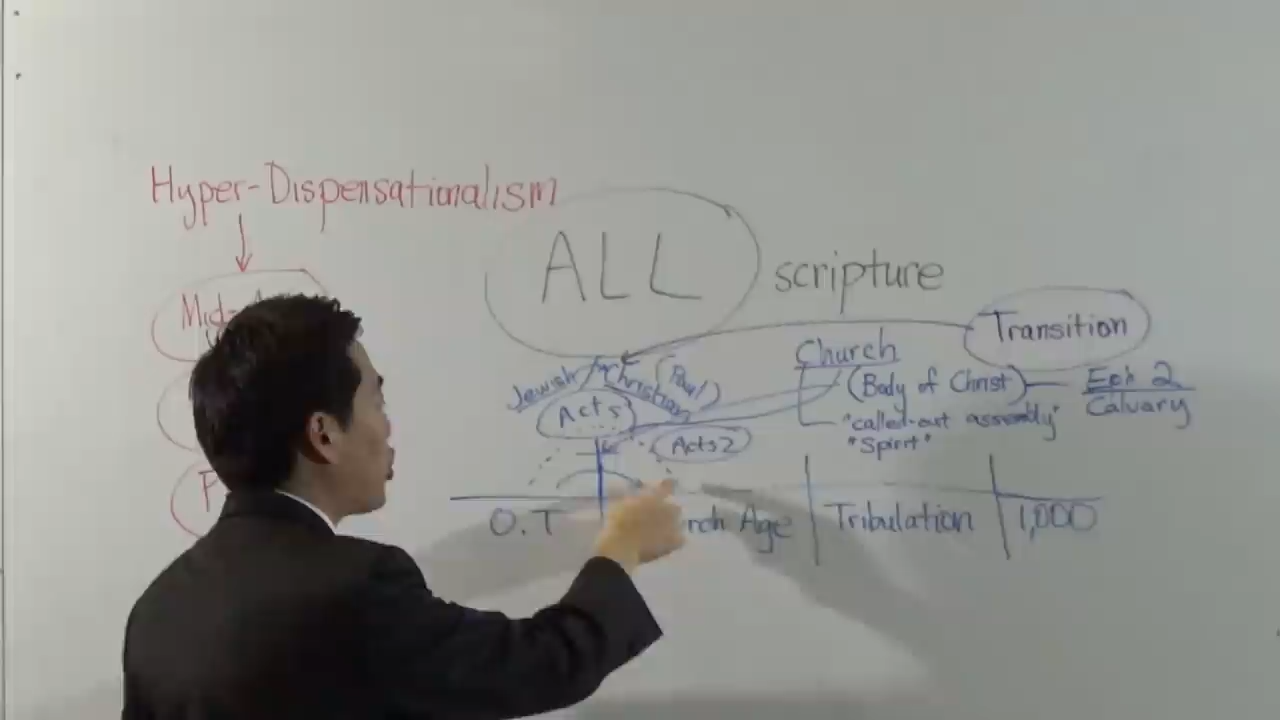 Hyper-Dispensationalism
ALL
scripture
Transition
Church
Jewish
Christian
(Paul)
(Body of Christ)
Eph 2
Calvary
Acts
"called-out assembly"
"Spirit"
Acts 2
O.T
Age
Tribulation
1,000